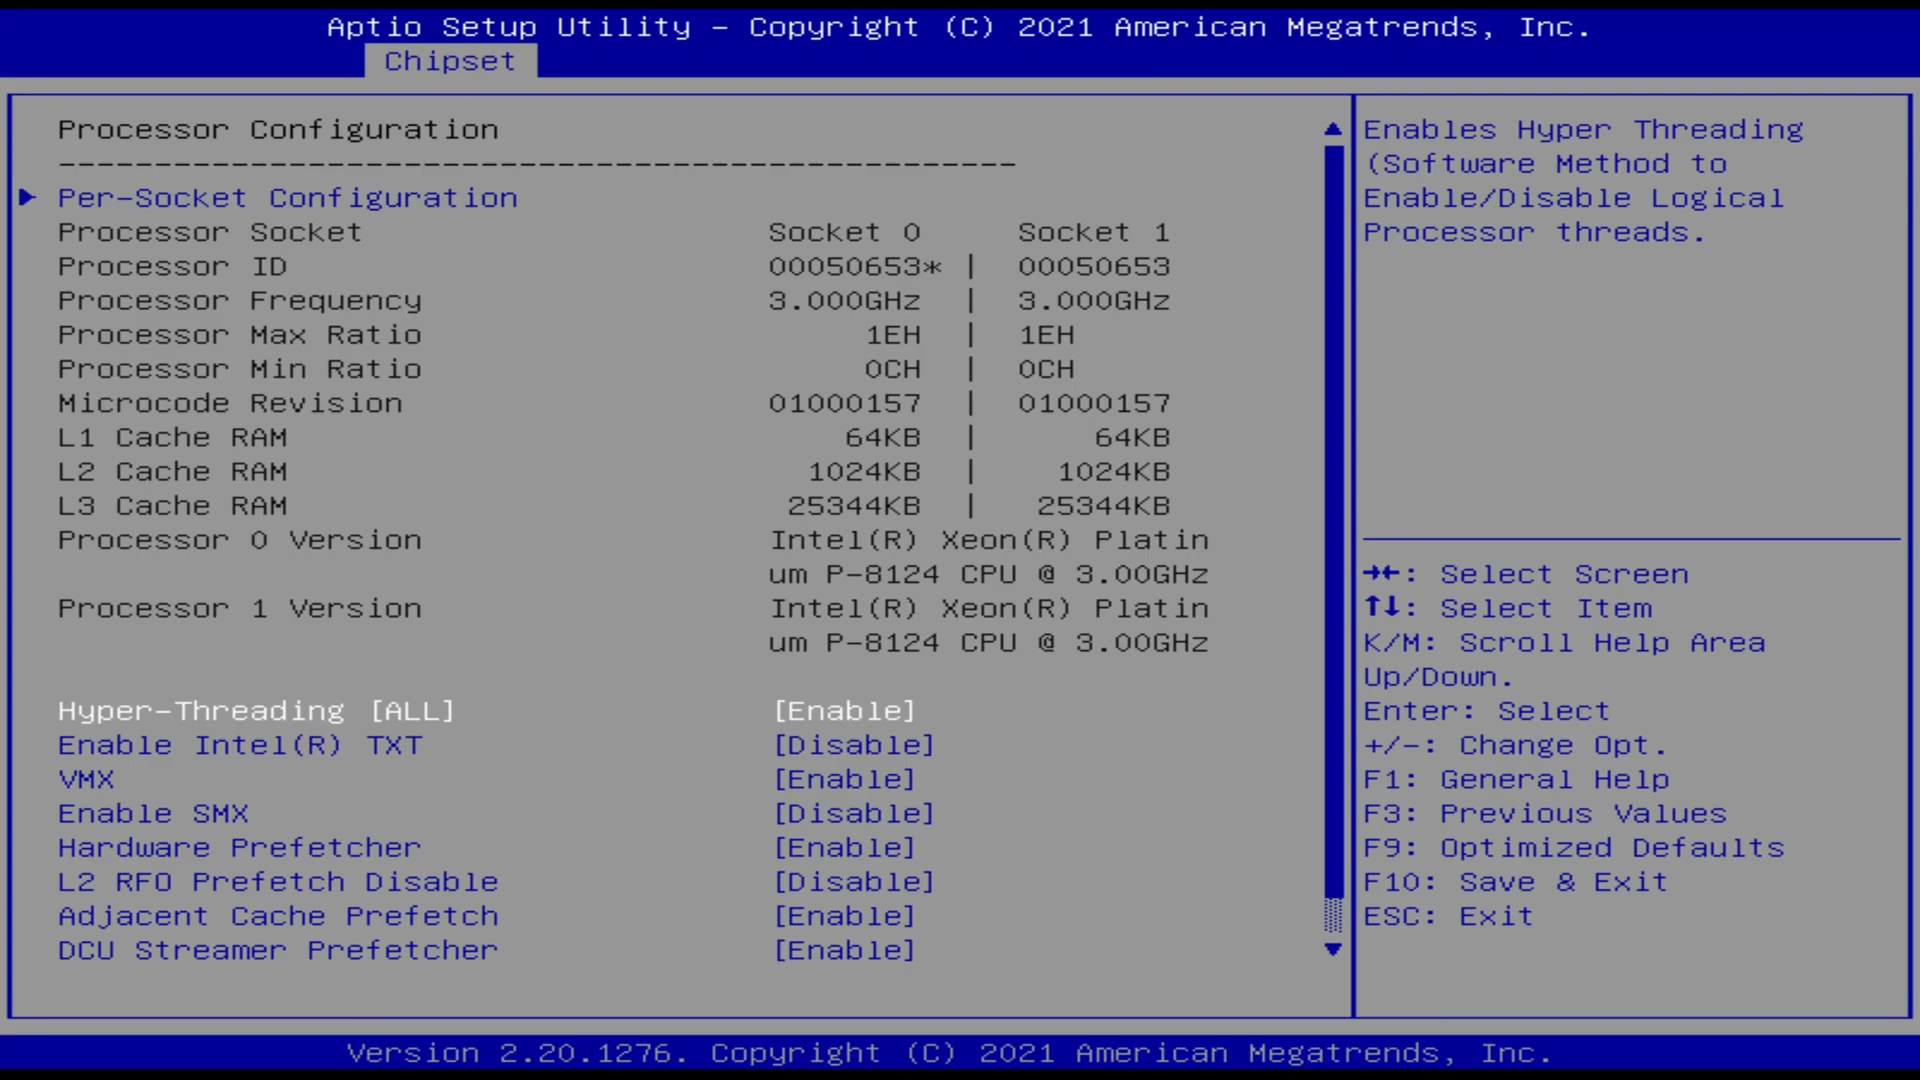 Aptio Setup Utility – Copyright (C) 2021 American Megatrends, Inc.
Chipset
Processor Configuration
--------------------------------------------------
Per-Socket Configuration
Processor Socket Socket 0 Socket 1
Processor ID 00050653* | 00050653
Processor Frequency 3.000GHz | 3.000GHz
Processor Max Ratio 1EH | 1EH
Processor Min Ratio 0CH | 0CH
Microcode Revision 01000157 | 01000157
L1 Cache RAM 64KB | 64KB
L2 Cache RAM 1024KB | 1024KB
L3 Cache RAM 25344KB | 25344KB
Processor 0 Version Intel(R) Xeon(R) Platin
um P-8124 CPU @ 3.00GHz
Processor 1 Version Intel(R) Xeon(R) Platin
um P-8124 CPU @ 3.00GHz
Hyper-Threading [ALL] [Enable]
Enable Intel(R) TXT [Disable]
VMX [Enable]
Enable SMX [Disable]
Hardware Prefetcher [Enable]
L2 RFO Prefetch Disable [Disable]
Adjacent Cache Prefetch [Enable]
DCU Streamer Prefetcher [Enable]
Enables Hyper Threading
(Software Method to
Enable/Disable Logical
Processor threads.
→←: Select Screen
↑↓: Select Item
K/M: Scroll Help Area
Up/Down.
Enter: Select
+/-: Change Opt.
F1: General Help
F3: Previous Values
F9: Optimized Defaults
F10: Save & Exit
ESC: Exit
Version 2.20.1276. Copyright (C) 2021 American Megatrends, Inc.